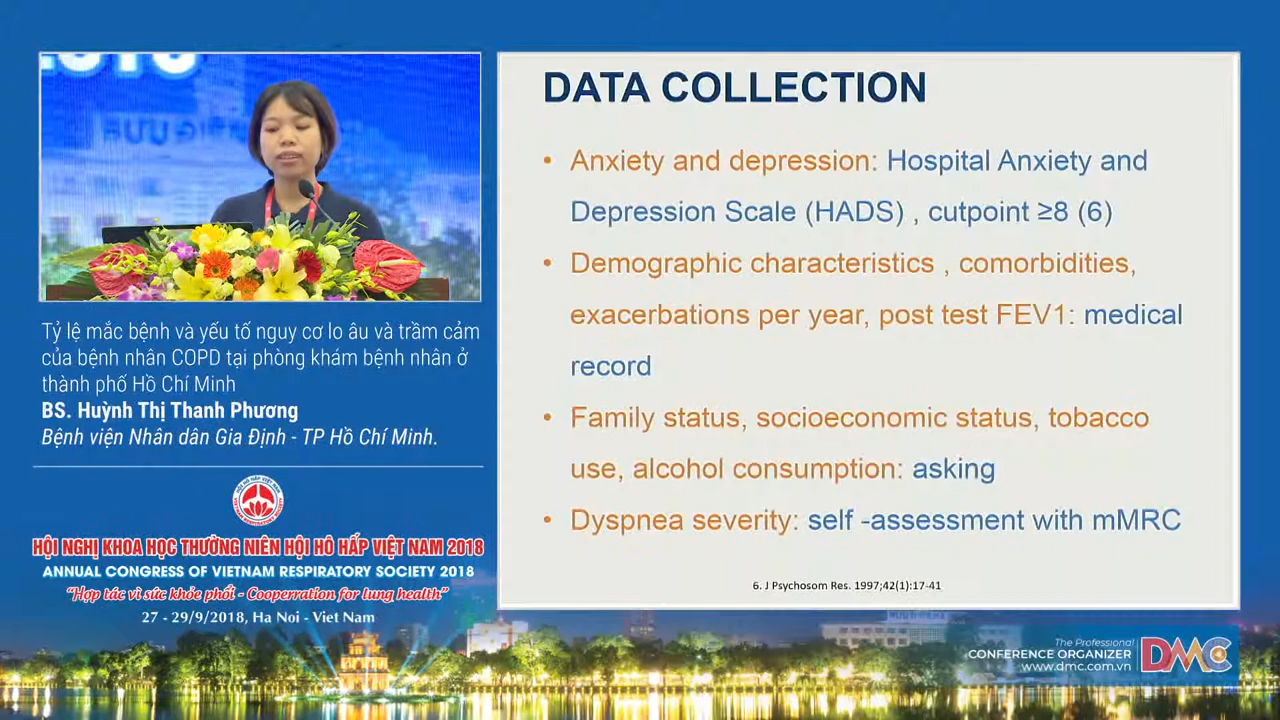 DATA COLLECTION
• Anxiety and depression: Hospital Anxiety and
Depression Scale (HADS) , cutpoint ≥8 (6)
• Demographic characteristics , comorbidities,
exacerbations per year, post test FEV1: medical
record
• Family status, socioeconomic status, tobacco
use, alcohol consumption: asking
• Dyspnea severity: self -assessment with mMRC
6. J Psychosom Res. 1997;42(1):17-41
Tỷ lệ mắc bệnh và yếu tố nguy cơ lo âu và trầm cảm
của bệnh nhân COPD tại phòng khám bệnh nhân ở
thành phố Hồ Chí Minh
BS. Huỳnh Thị Thanh Phương
Bệnh viện Nhân dân Gia Định - TP Hồ Chí Minh.
HỘI NGHỊ KHOA HỌC THƯỜNG NIÊN HỘI HÔ HẤP VIỆT NAM 2018
ANNUAL CONGRESS OF VIETNAM RESPIRATORY SOCIETY 2018
“Hợp tác vì sức khỏe phổi - Cooperration for lung health”
27 - 29/9/2018, Ha Noi - Viet Nam
The Professional
CONFERENCE ORGANIZER
www.dmc.com.vn
DMC